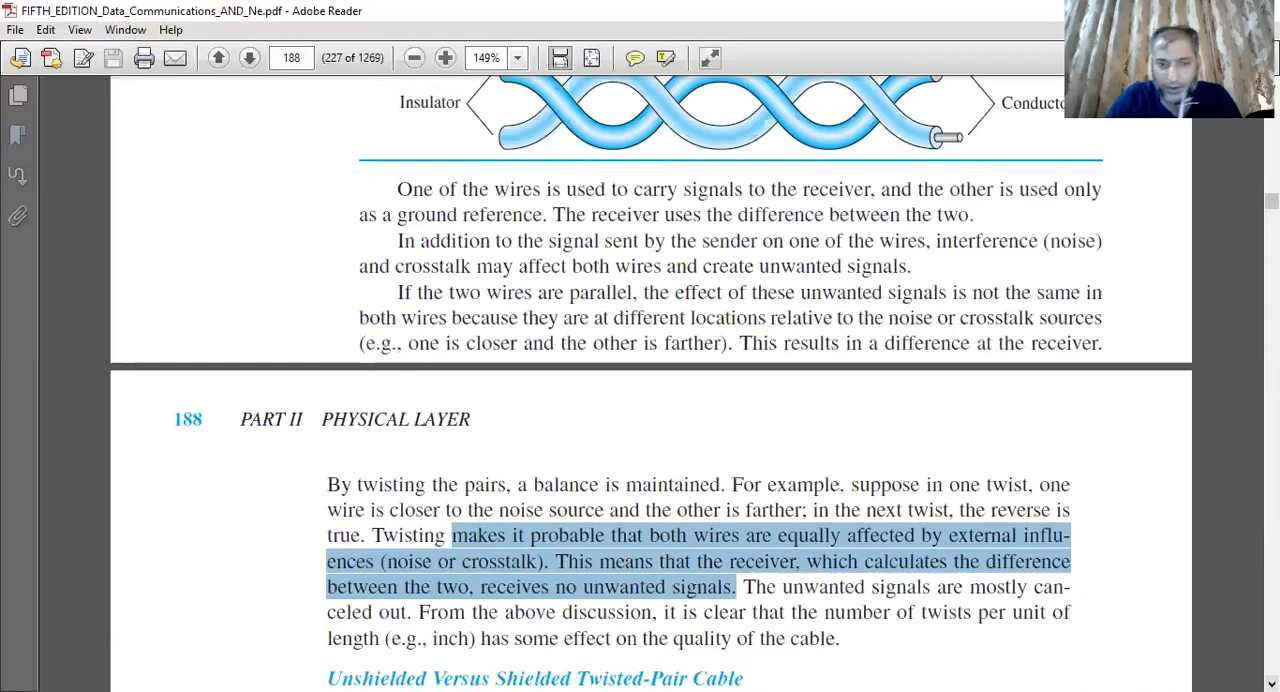 FIFTH_EDITION_Data_Communications_AND_Ne.pdf - Adobe Reader
File Edit View Window Help
188 (227 of 1269) 149%
Insulator
Conducto
One of the wires is used to carry signals to the receiver, and the other is used only
as a ground reference. The receiver uses the difference between the two.
In addition to the signal sent by the sender on one of the wires, interference (noise)
and crosstalk may affect both wires and create unwanted signals.
If the two wires are parallel, the effect of these unwanted signals is not the same in
both wires because they are at different locations relative to the noise or crosstalk sources
(e.g., one is closer and the other is farther). This results in a difference at the receiver.
188 PART II PHYSICAL LAYER
By twisting the pairs, a balance is maintained. For example, suppose in one twist, one
wire is closer to the noise source and the other is farther; in the next twist, the reverse is
true. Twisting makes it probable that both wires are equally affected by external influ-
ences (noise or crosstalk). This means that the receiver, which calculates the difference
between the two, receives no unwanted signals. The unwanted signals are mostly can-
celed out. From the above discussion, it is clear that the number of twists per unit of
length (e.g., inch) has some effect on the quality of the cable.
Unshielded Versus Shielded Twisted-Pair Cable